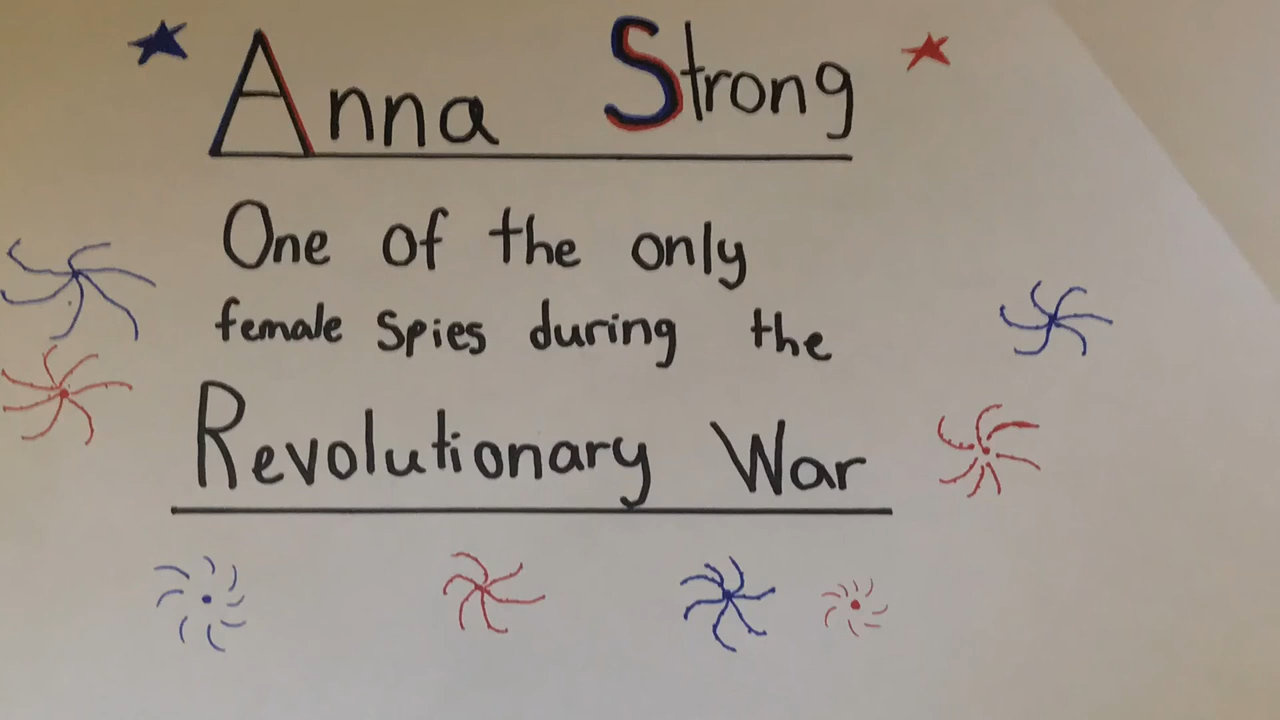 Anna Strong
One of the only
female Spies during the
Revolutionary War